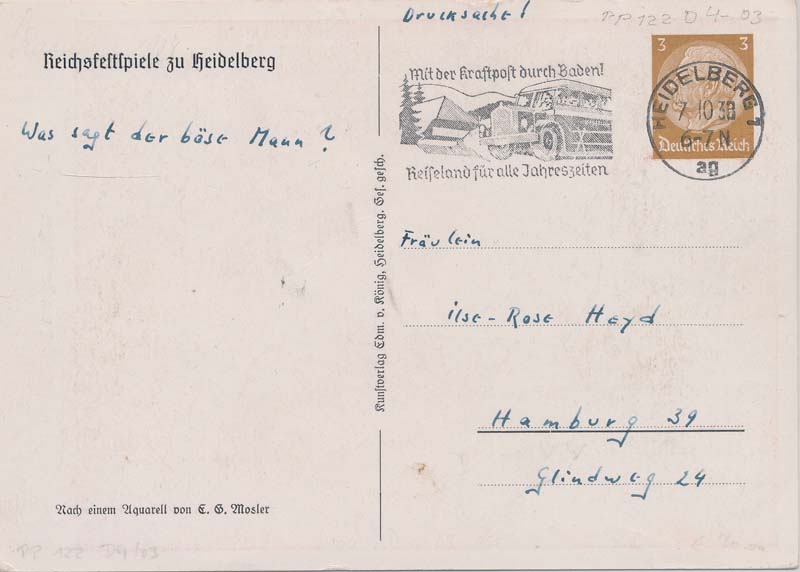 Drucksache!
PP 122 D 4-03
Reichsfestspiele zu Heidelberg
Was sagt der böse Mann?
Mit der Kraftpost durch Baden!
Reiseland für alle Jahreszeiten
3 3
Deutsches Reich
HEIDELBERG 1
7.10.38
6-7N
ag
Kunstverlag Edm. v. König, Heidelberg. Ges. gesch.
Fräulein
ilse-Rose Heyd
Hamburg 39
Glindweg 24
Nach einem Aquarell von C. G. Mosler
PP 122 D4/03